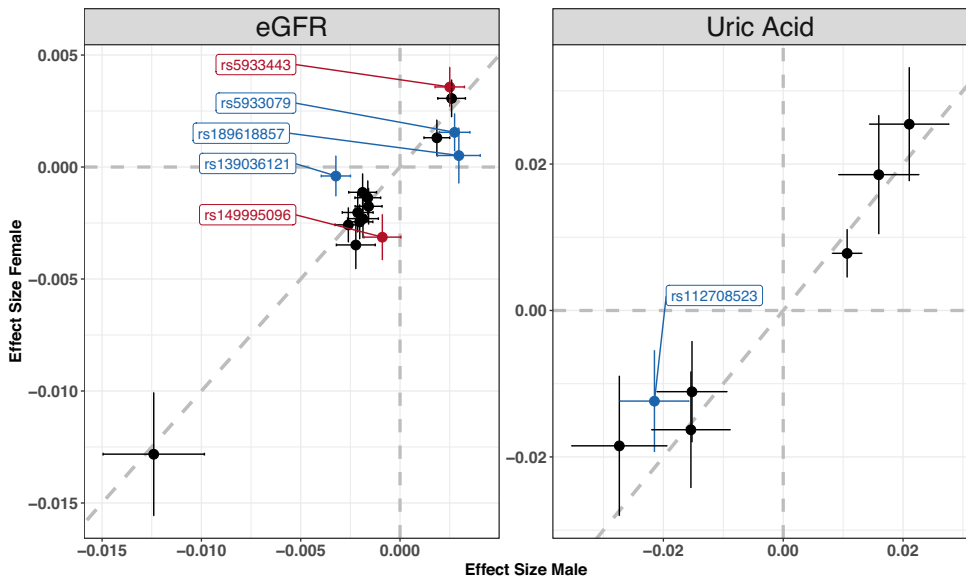 eGFR
Uric Acid
Effect Size Female
0.005
0.000
−0.005
−0.010
−0.015
rs5933443
rs5933079
rs189618857
rs139036121
rs149995096
−0.015
−0.010
−0.005
0.000
0.02
0.00
−0.02
rs112708523
−0.02
0.00
0.02
Effect Size Male